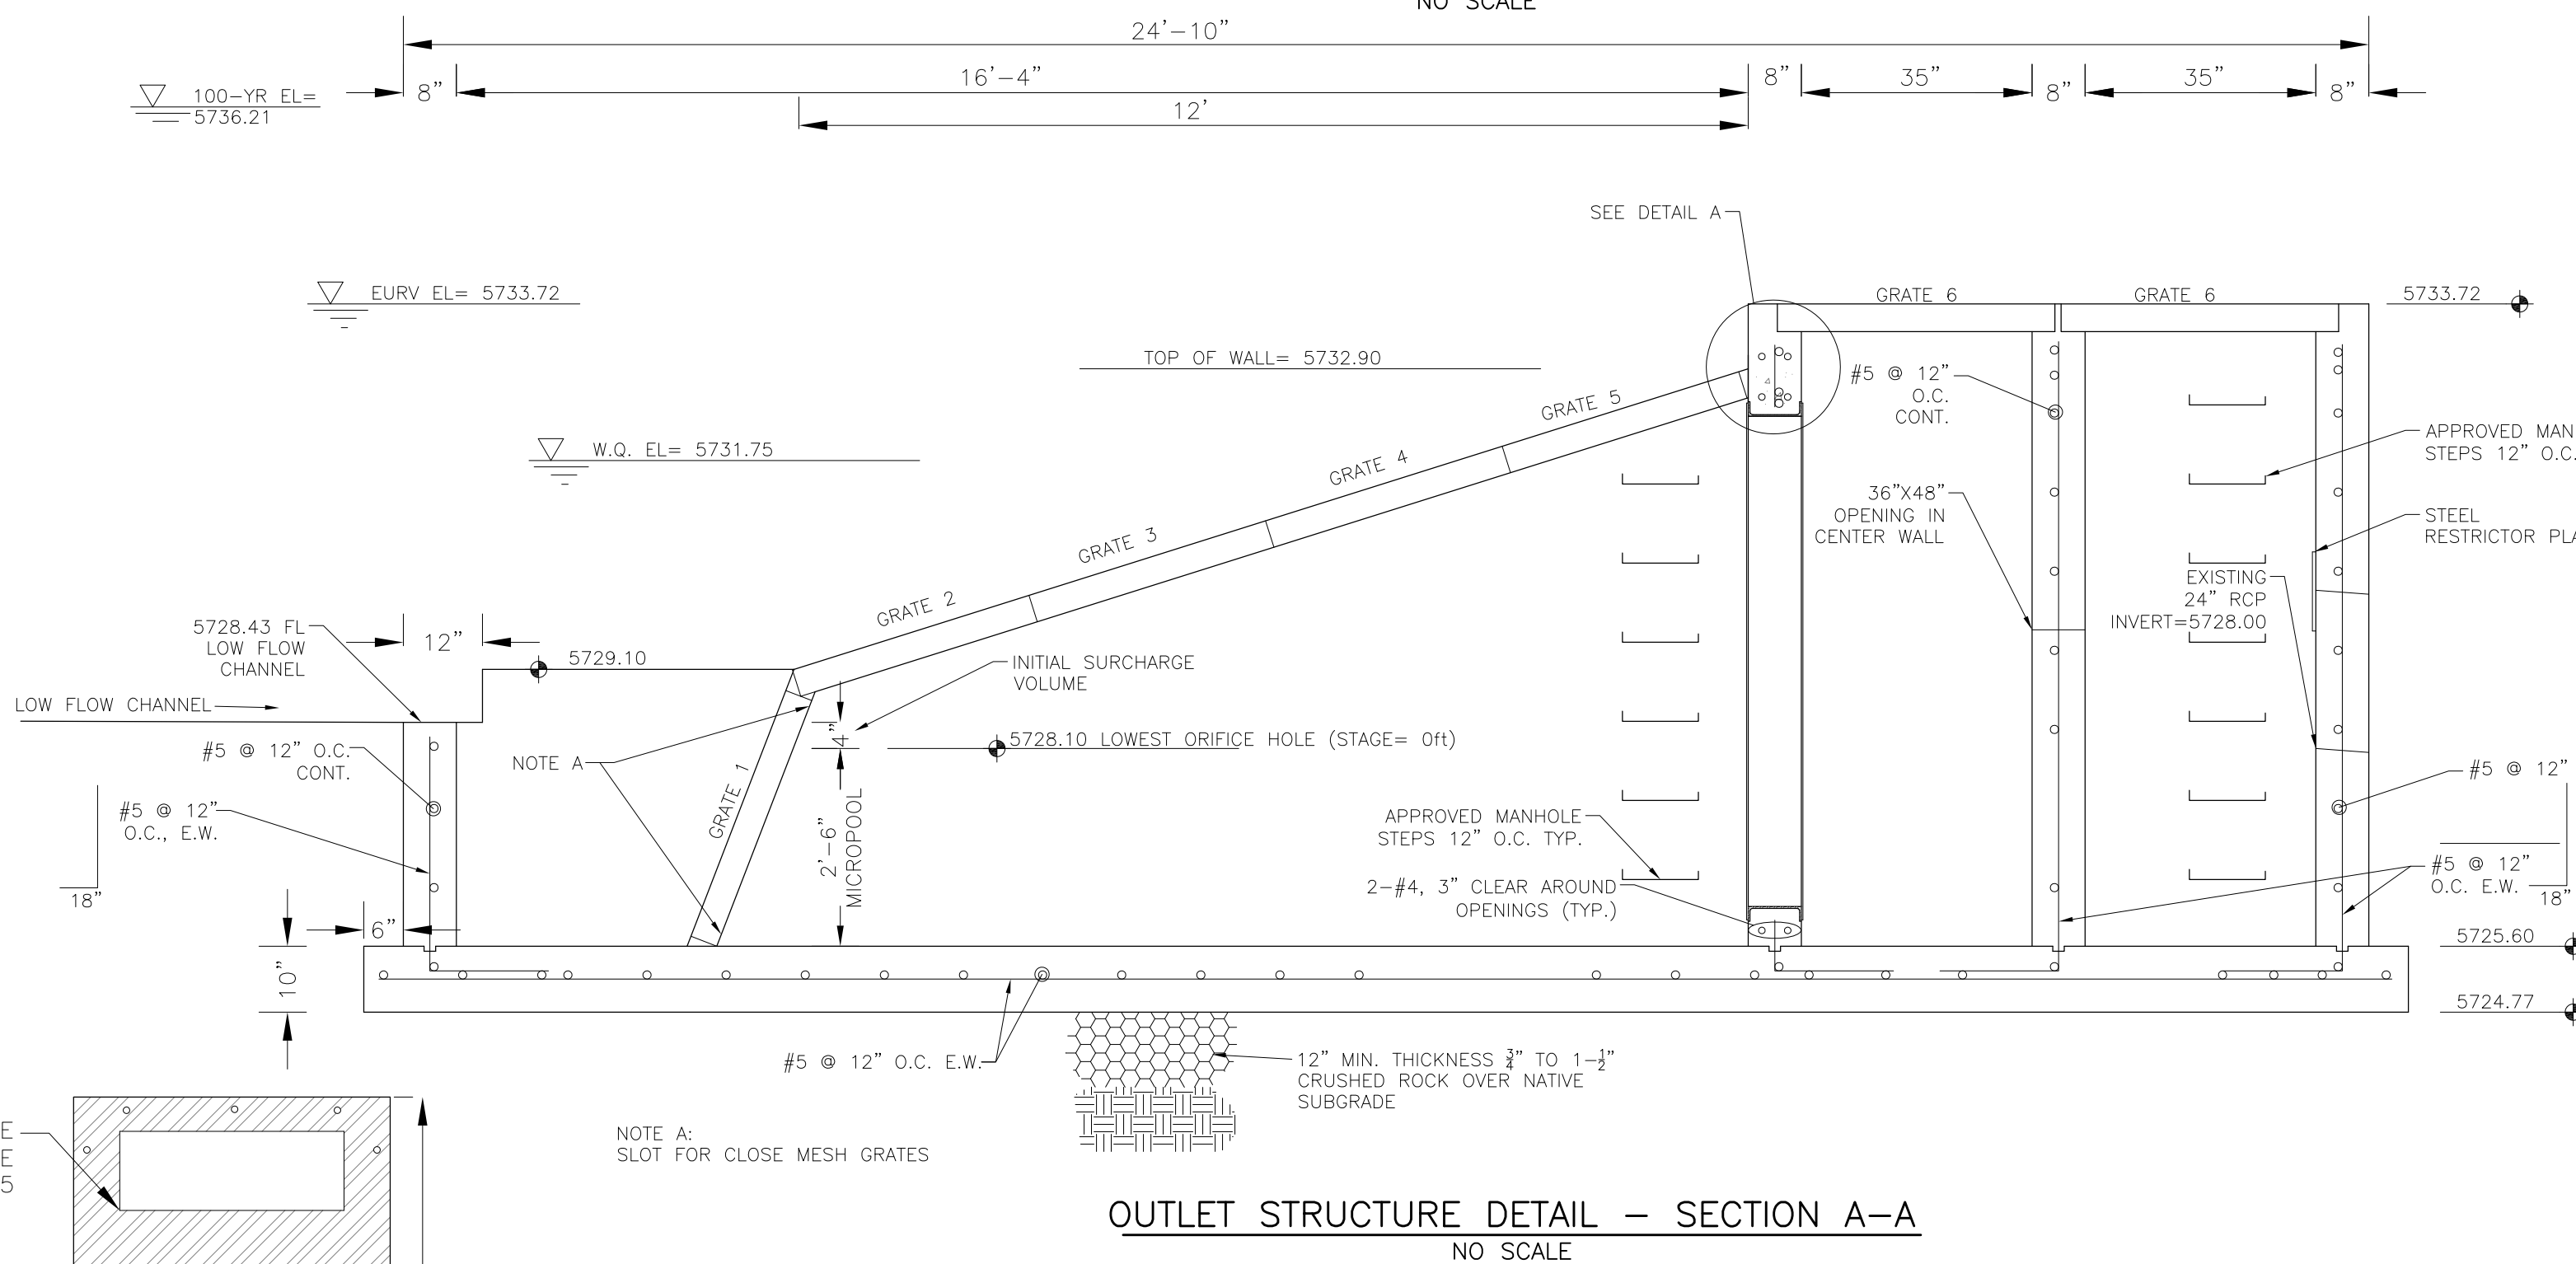 NO SCALE
24'-10"
8"
16'-4"
8"
35"
8"
35"
8"
12'
100-YR EL=
5736.21
SEE DETAIL A
EURV EL= 5733.72
GRATE 6
GRATE 6
5733.72
TOP OF WALL= 5732.90
#5 @ 12"
O.C.
CONT.
GRATE 5
W.Q. EL= 5731.75
GRATE 4
APPROVED MAN
STEPS 12" O.C.
36"X48"
OPENING IN
CENTER WALL
STEEL
RESTRICTOR PLA
GRATE 3
EXISTING
24" RCP
INVERT=5728.00
GRATE 2
5728.43 FL
LOW FLOW
CHANNEL
12"
5729.10
INITIAL SURCHARGE
VOLUME
LOW FLOW CHANNEL
4"
5728.10 LOWEST ORIFICE HOLE (STAGE= 0ft)
#5 @ 12" O.C.
CONT.
NOTE A
GRATE 1
#5 @ 12"
#5 @ 12"
O.C., E.W.
2'-6"
MICROPOOL
APPROVED MANHOLE
STEPS 12" O.C. TYP.
2-#4, 3" CLEAR AROUND
OPENINGS (TYP.)
#5 @ 12"
O.C. E.W.
18"
18"
6"
5725.60
10"
5724.77
#5 @ 12" O.C. E.W.
12" MIN. THICKNESS 3/4" TO 1-1/2"
CRUSHED ROCK OVER NATIVE
SUBGRADE
E
E
5
NOTE A:
SLOT FOR CLOSE MESH GRATES
OUTLET STRUCTURE DETAIL - SECTION A-A
NO SCALE